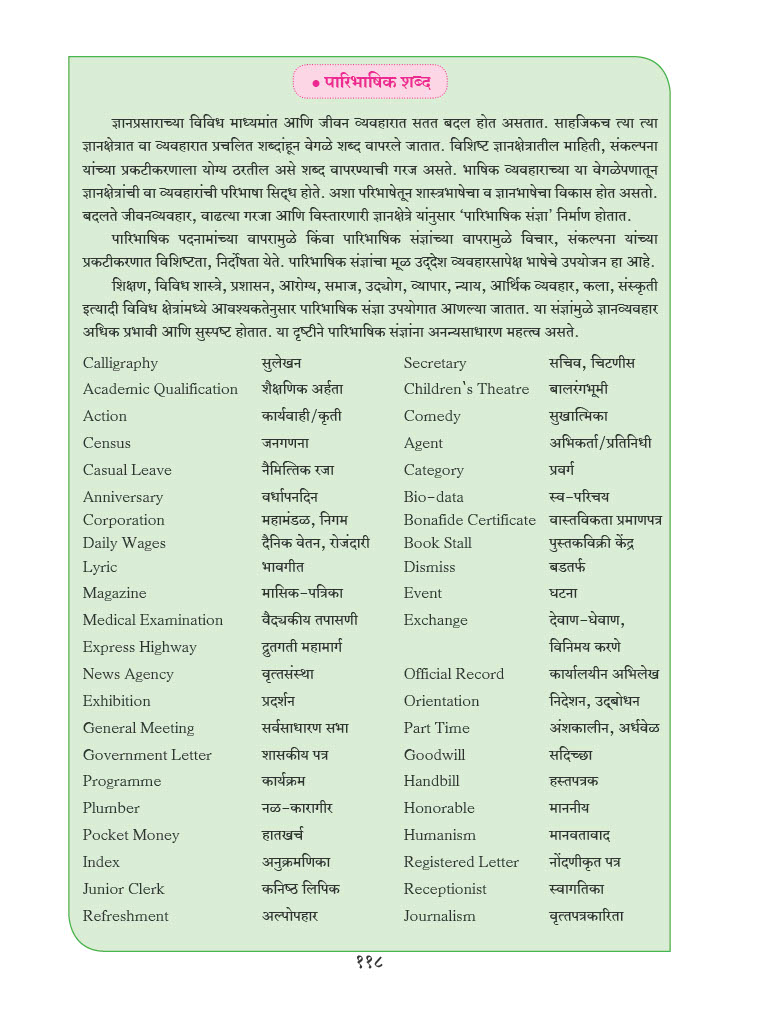 • पारिभाषिक शब्द
ज्ञानप्रसाराच्या विविध माध्यमांत आणि जीवन व्यवहारात सतत बदल होत असतात. साहजिकच त्या त्या
ज्ञानक्षेत्रात वा व्यवहारात प्रचलित शब्दांहून वेगळे शब्द वापरले जातात. विशिष्ट ज्ञानक्षेत्रातील माहिती, संकल्पना
यांच्या प्रकटीकरणाला योग्य ठरतील असे शब्द वापरण्याची गरज असते. भाषिक व्यवहाराच्या या वेगळेपणातून
ज्ञानक्षेत्रांची वा व्यवहारांची परिभाषा सिद्ध होते. अशा परिभाषेतून शास्त्रभाषेचा व ज्ञानभाषेचा विकास होत असतो.
बदलते जीवनव्यवहार, वाढत्या गरजा आणि विस्तारणारी ज्ञानक्षेत्रे यांनुसार ‘पारिभाषिक संज्ञा’ निर्माण होतात.
पारिभाषिक पदनामांच्या वापरामुळे किंवा पारिभाषिक संज्ञांच्या वापरामुळे विचार, संकल्पना यांच्या
प्रकटीकरणात विशिष्टता, निर्दोषता येते. पारिभाषिक संज्ञांचा मूळ उद्देश व्यवहारसापेक्ष भाषेचे उपयोजन हा आहे.
शिक्षण, विविध शास्त्रे, प्रशासन, आरोग्य, समाज, उद्योग, व्यापार, न्याय, आर्थिक व्यवहार, कला, संस्कृती
इत्यादी विविध क्षेत्रांमध्ये आवश्यकतेनुसार पारिभाषिक संज्ञा उपयोगात आणल्या जातात. या संज्ञांमुळे ज्ञानव्यवहार
अधिक प्रभावी आणि सुस्पष्ट होतात. या दृष्टीने पारिभाषिक संज्ञांना अनन्यसाधारण महत्त्व असते.
Calligraphy सुलेखन Secretary सचिव, चिटणीस
Academic Qualification शैक्षणिक अर्हता Children's Theatre बालरंगभूमी
Action कार्यवाही/कृती Comedy सुखात्मिका
Census जनगणना Agent अभिकर्ता/प्रतिनिधी
Casual Leave नैमित्तिक रजा Category प्रवर्ग
Anniversary वर्धापनदिन Bio-data स्व-परिचय
Corporation महामंडळ, निगम Bonafide Certificate वास्तविकता प्रमाणपत्र
Daily Wages दैनिक वेतन, रोजंदारी Book Stall पुस्तकविक्री केंद्र
Lyric भावगीत Dismiss बडतर्फ
Magazine मासिक-पत्रिका Event घटना
Medical Examination वैद्यकीय तपासणी Exchange देवाण-घेवाण,
Express Highway द्रुतगती महामार्ग विनिमय करणे
News Agency वृत्तसंस्था Official Record कार्यालयीन अभिलेख
Exhibition प्रदर्शन Orientation निदेशन, उद्बोधन
General Meeting सर्वसाधारण सभा Part Time अंशकालीन, अर्धवेळ
Government Letter शासकीय पत्र Goodwill सदिच्छा
Programme कार्यक्रम Handbill हस्तपत्रक
Plumber नळ-कारागीर Honorable माननीय
Pocket Money हातखर्च Humanism मानवतावाद
Index अनुक्रमणिका Registered Letter नोंदणीकृत पत्र
Junior Clerk कनिष्ठ लिपिक Receptionist स्वागतिका
Refreshment अल्पोपहार Journalism वृत्तपत्रकारिता
११८